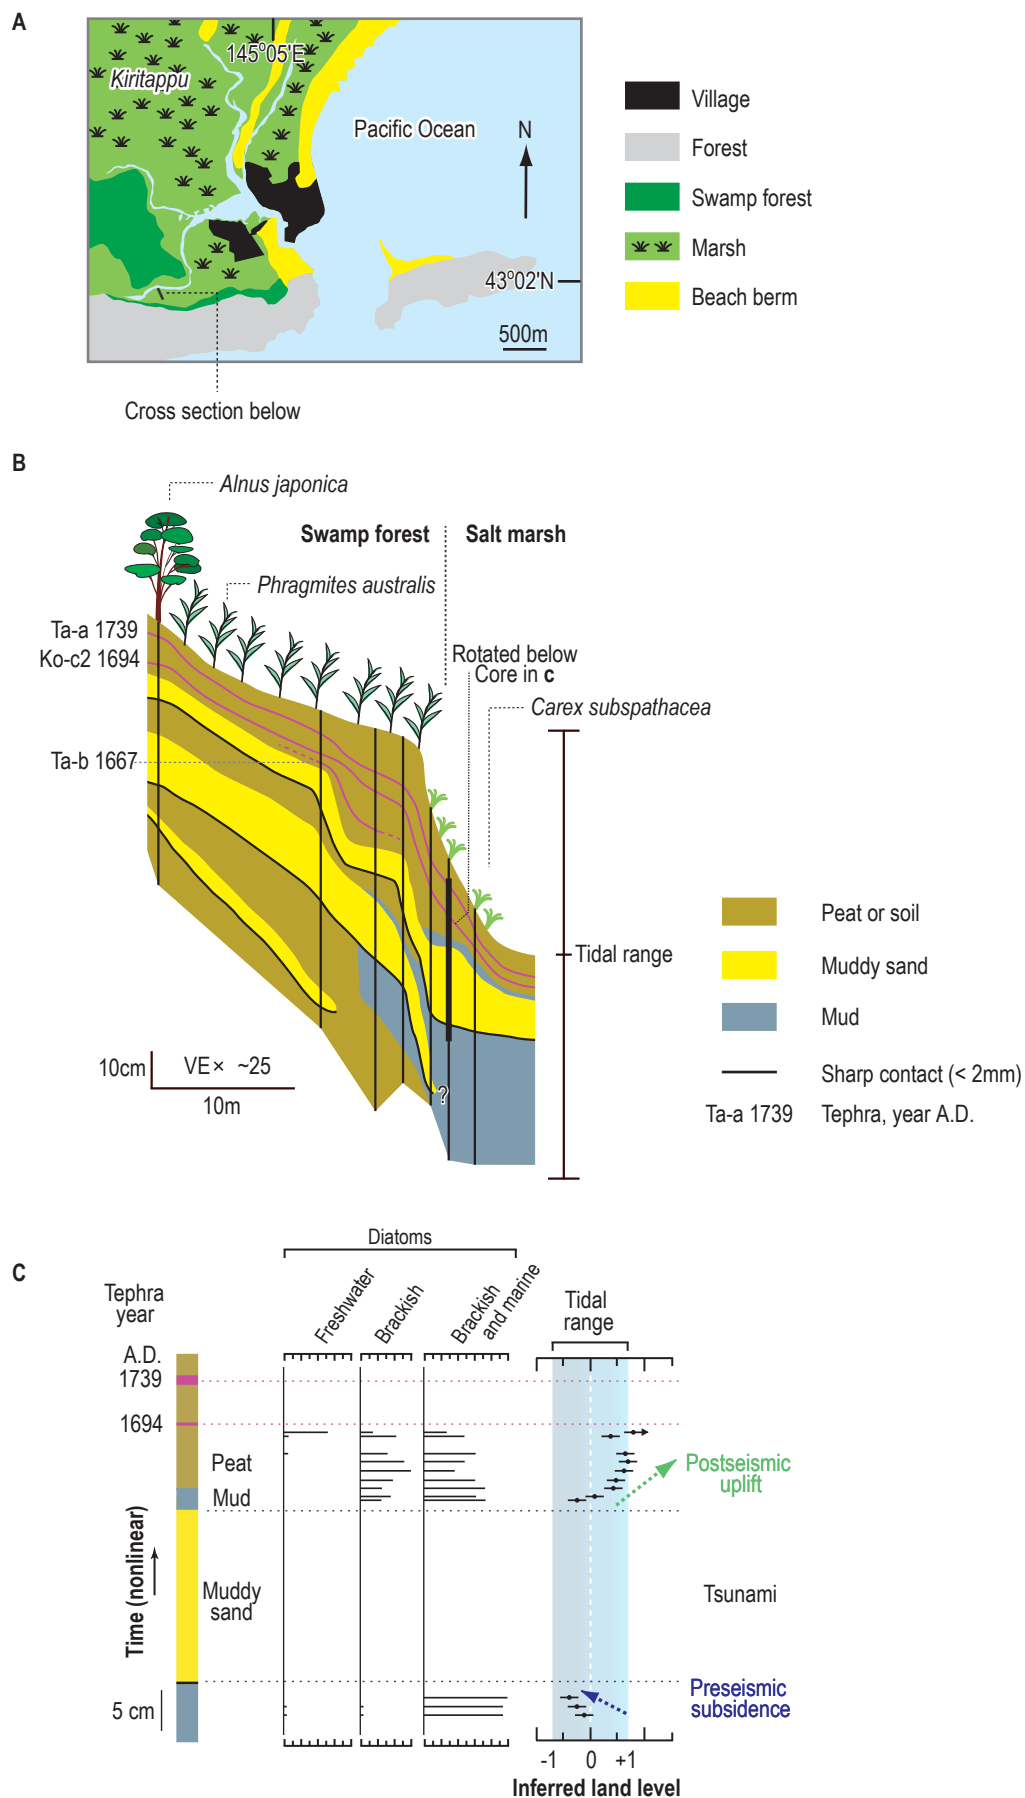 A
145°05'E
Kiritappu
Pacific Ocean
N
43°02'N
500m
Cross section below
Village
Forest
Swamp forest
Marsh
Beach berm
B
Alnus japonica
Swamp forest
Salt marsh
Phragmites australis
Ta-a 1739
Ko-c2 1694
Rotated below
Core in c
Carex subspathacea
Ta-b 1667
Tidal range
10cm
VE× ~25
10m
?
Peat or soil
Muddy sand
Mud
Sharp contact (< 2mm)
Ta-a 1739
Tephra, year A.D.
C
Diatoms
Tephra
year
A.D.
Freshwater
Brackish
Brackish
and marine
Tidal
range
1739
1694
Peat
Mud
Postseismic
uplift
Time (nonlinear)
Muddy
sand
Tsunami
5 cm
Preseismic
subsidence
-1 0 +1
Inferred land level